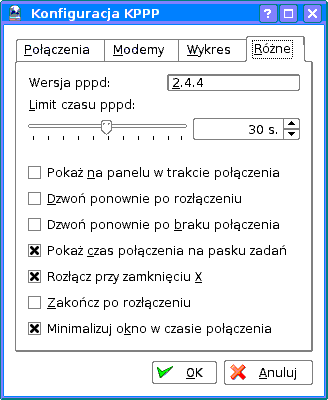 Konfiguracja KPPP
Połączenia Modemy Wykres Różne
Wersja pppd: 2.4.4
Limit czasu pppd:
30 s.
Pokaż na panelu w trakcie połączenia
Dzwoń ponownie po rozłączeniu
Dzwoń ponownie po braku połączenia
Pokaż czas połączenia na pasku zadań
Rozłącz przy zamknięciu X
Zakończ po rozłączeniu
Minimalizuj okno w czasie połączenia
OK Anuluj